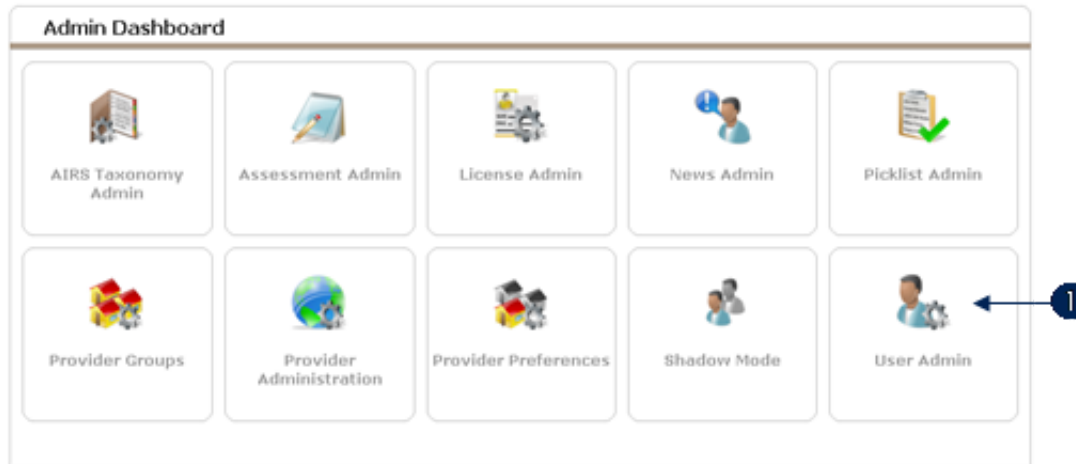 Admin Dashboard
AIRS Taxonomy
Admin
Assessment Admin
License Admin
News Admin
Picklist Admin
Provider Groups
Provider
Administration
Provider Preferences
Shadow Mode
User Admin
1